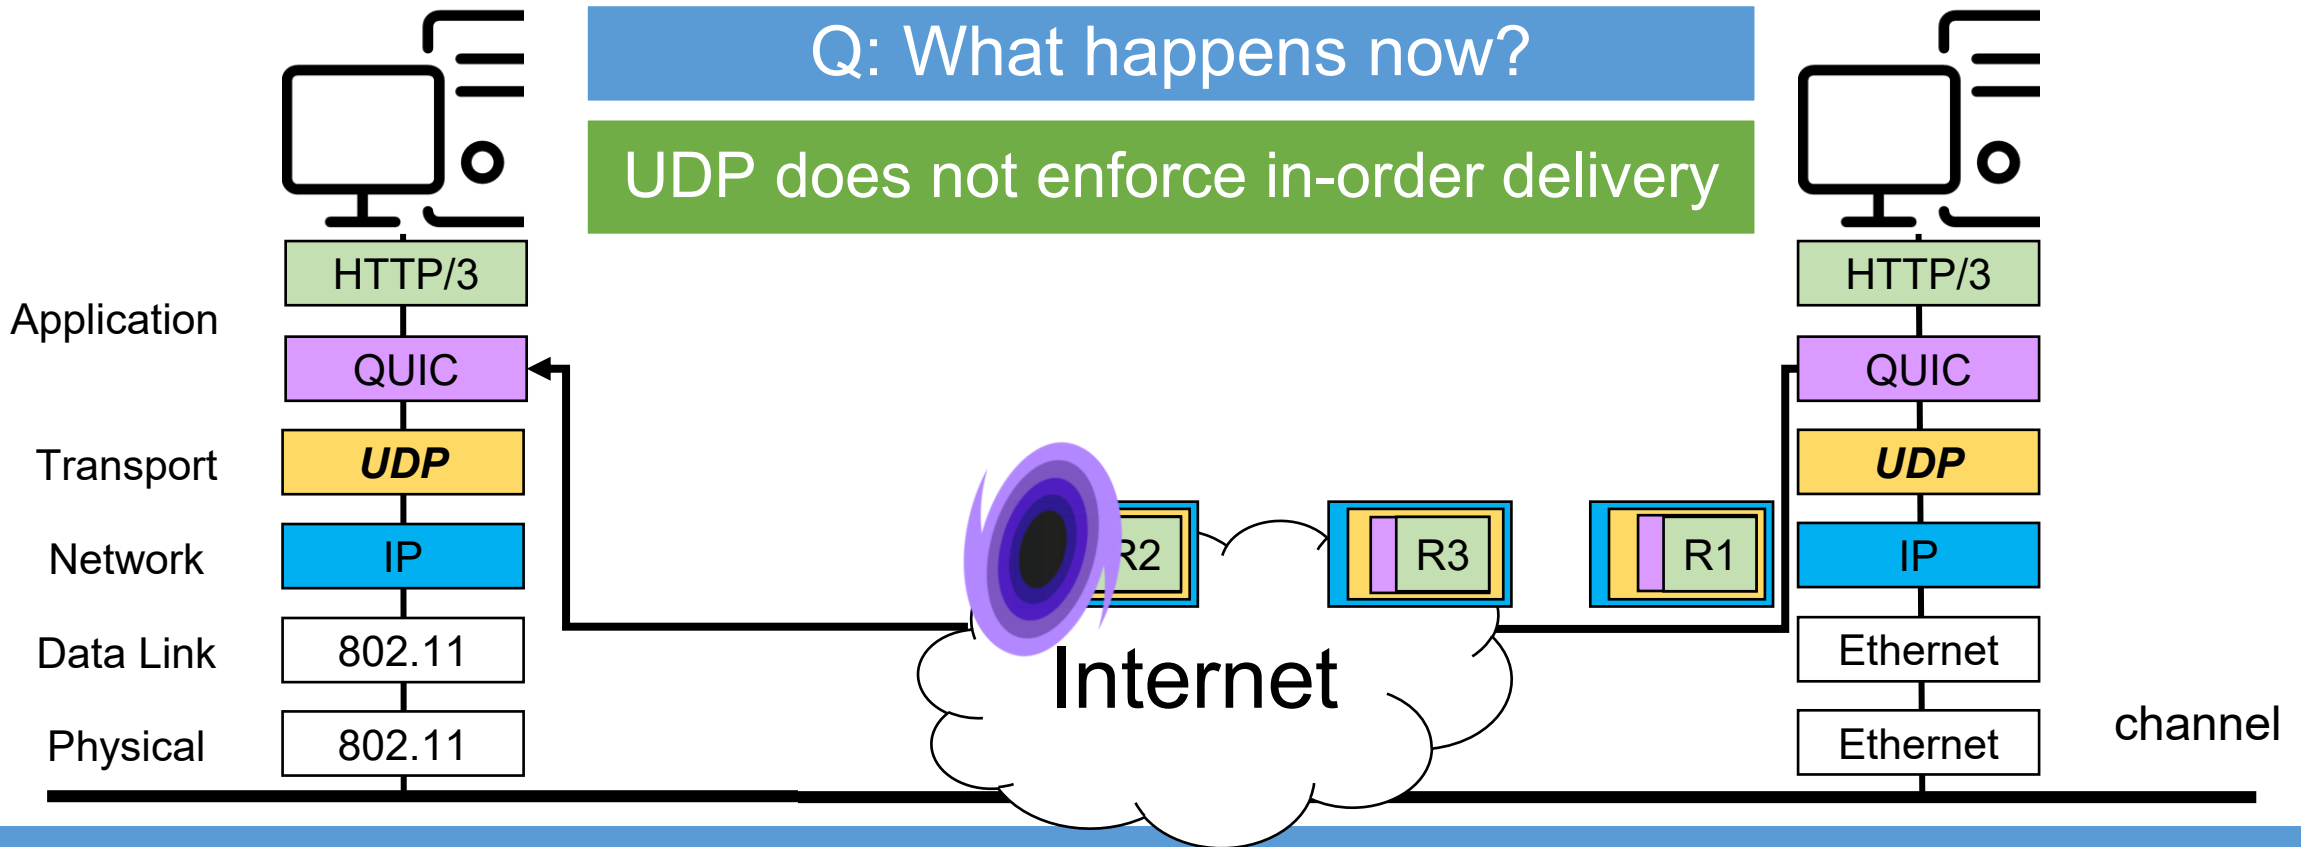 Q: What happens now?
UDP does not enforce in-order delivery
HTTP/3
HTTP/3
Application
QUIC
QUIC
Transport
UDP
UDP
Network
IP
R2
R3
R1
IP
Data Link
802.11
Internet
Ethernet
Physical
802.11
Ethernet
channel